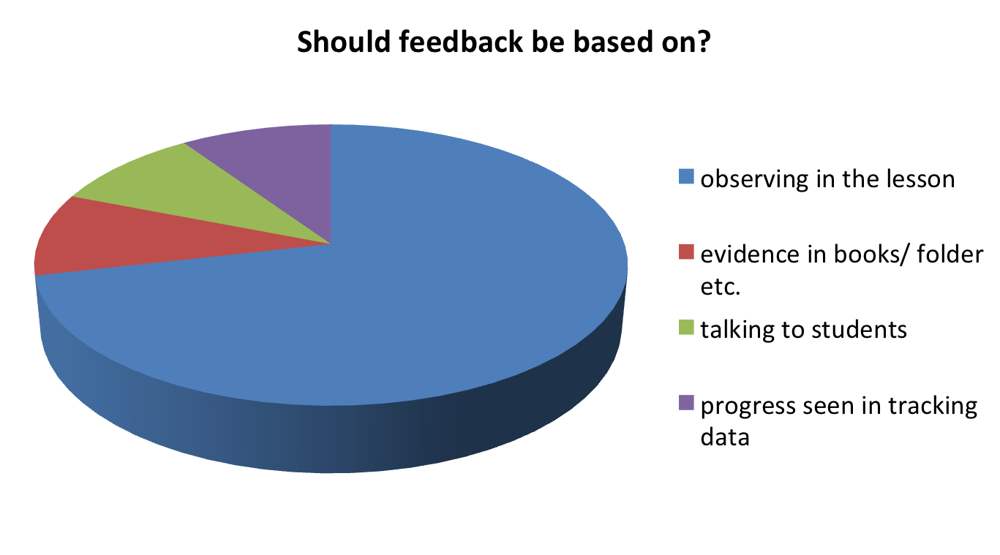 Should feedback be based on?
observing in the lesson
evidence in books/ folder
etc.
talking to students
progress seen in tracking
data